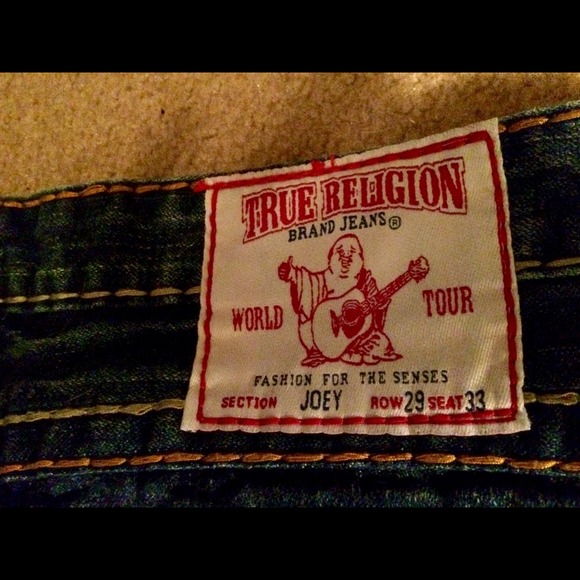 TRUE RELIGION
BRAND JEANS®
WORLD TOUR
FASHION FOR THE SENSES
SECTION JOEY ROW 29 SEAT 33